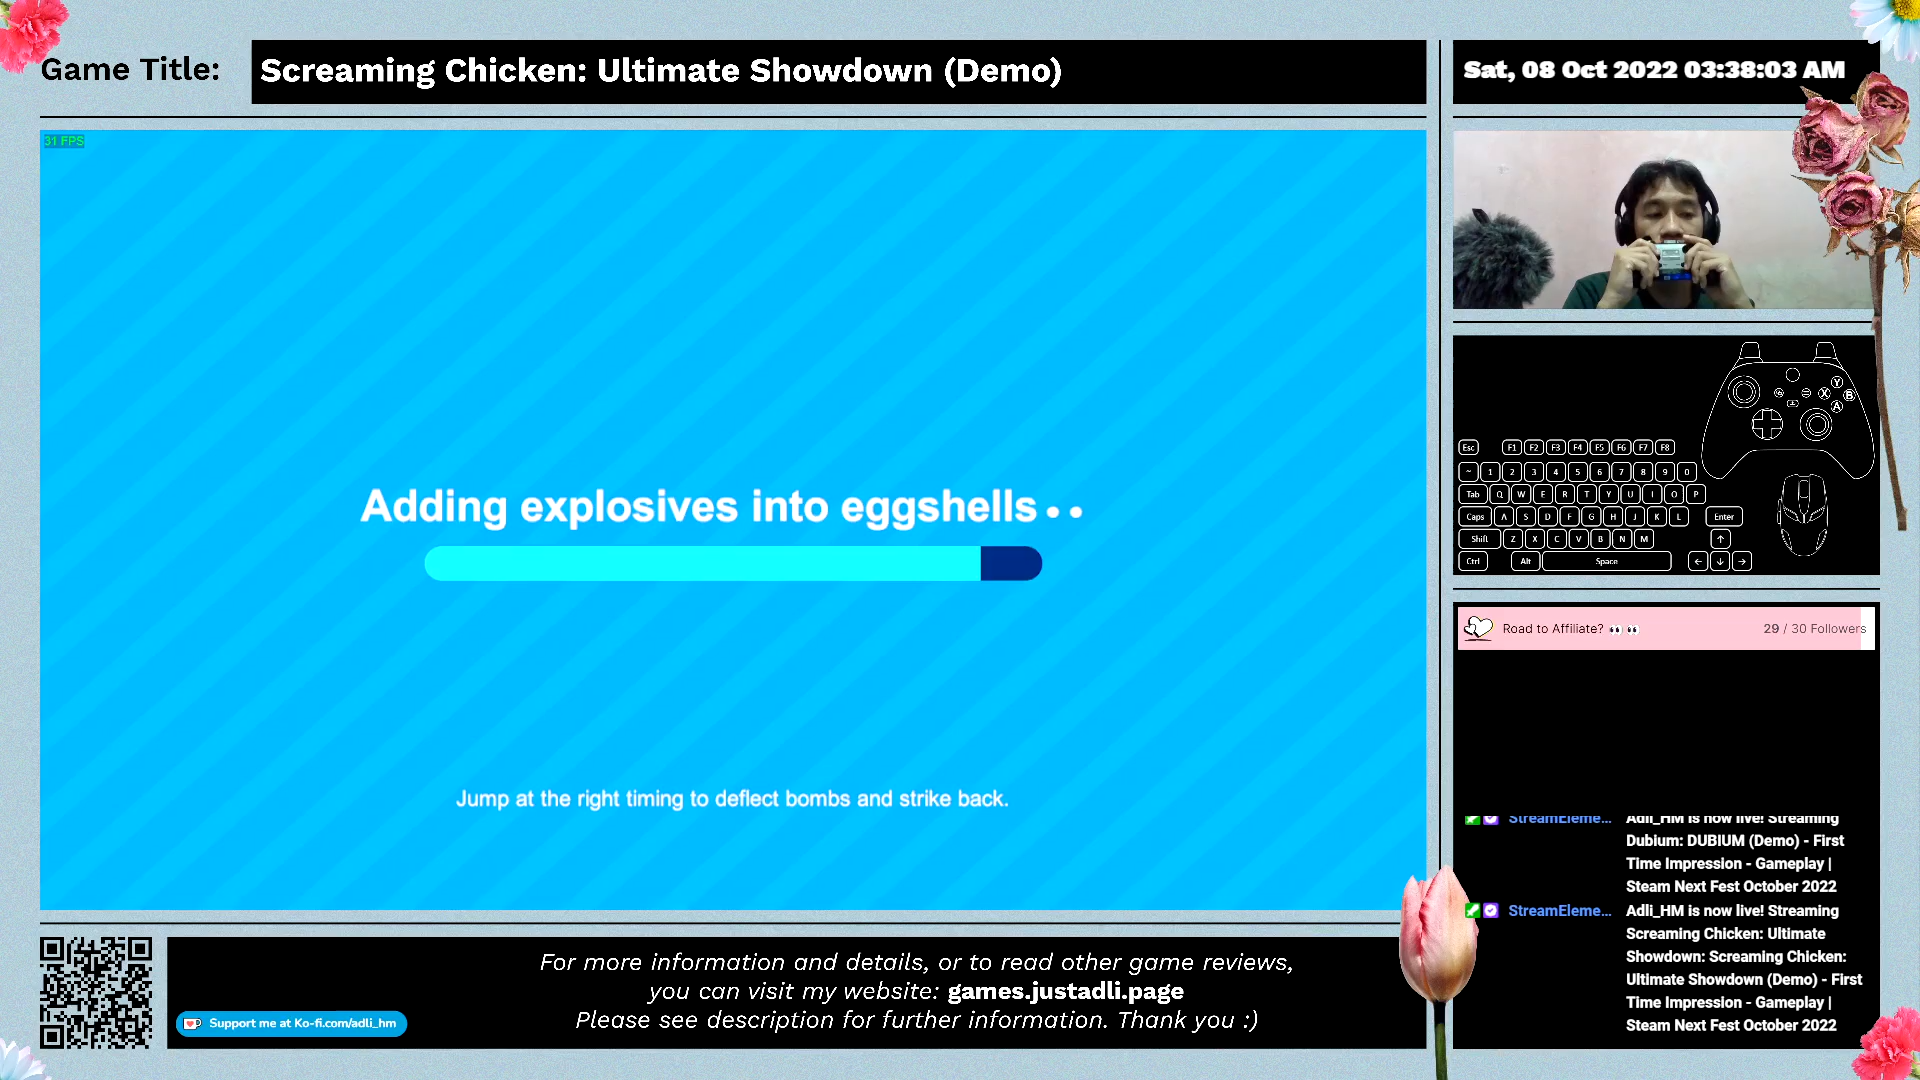 Game Title:
Screaming Chicken: Ultimate Showdown (Demo)
Sat, 08 Oct 2022 03:38:03 AM
31 FPS
Adding explosives into eggshells..
Jump at the right timing to deflect bombs and strike back.
Esc F1 F2 F3 F4 F5 F6 F7 F8
~ 1 2 3 4 5 6 7 8 9 0
Tab Q W E R T Y U I O P
Caps A S D F G H J K L Enter
Shift Z X C V B N M ↑
Ctrl Alt Space ← ↓ →
Y
X B
A
Road to Affiliate? 👀 👀 29 / 30 Followers
StreamEleme... Adli_HM is now live! Streaming
Dubium: DUBIUM (Demo) - First
Time Impression - Gameplay |
Steam Next Fest October 2022
StreamEleme... Adli_HM is now live! Streaming
Screaming Chicken: Ultimate
Showdown: Screaming Chicken:
Ultimate Showdown (Demo) - First
Time Impression - Gameplay |
Steam Next Fest October 2022
For more information and details, or to read other game reviews,
you can visit my website: games.justadli.page
Please see description for further information. Thank you :)
Support me at Ko-fi.com/adli_hm